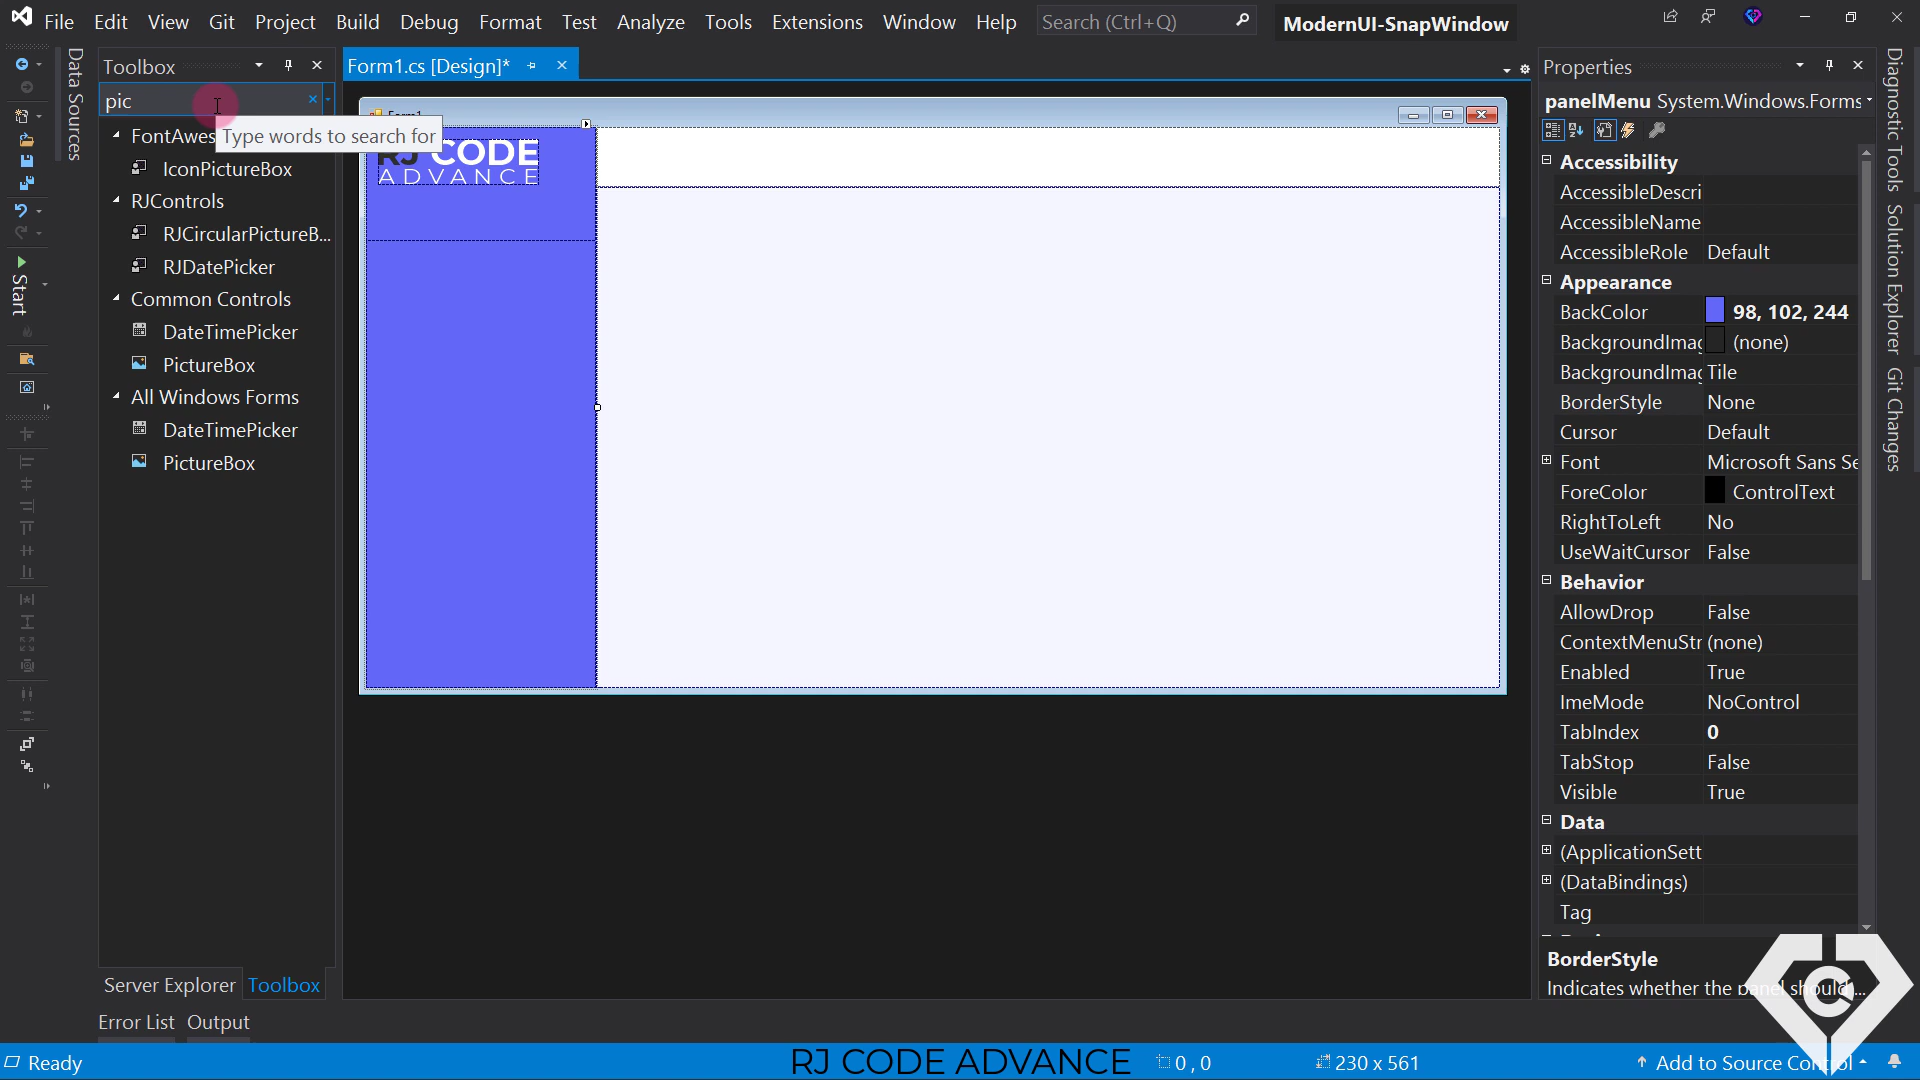 File Edit View Git Project Build Debug Format Test Analyze Tools Extensions Window Help Search (Ctrl+Q) ModernUI-SnapWindow
Data Sources
Start
Toolbox
pic
Type words to search for
FontAwes
IconPictureBox
RJControls
RJCircularPictureB...
RJDatePicker
Common Controls
DateTimePicker
PictureBox
All Windows Forms
DateTimePicker
PictureBox
Server Explorer Toolbox
Error List Output
Form1.cs [Design]*
RJ CODE
ADVANCE
Properties
panelMenu System.Windows.Forms
Accessibility
AccessibleDescri
AccessibleName
AccessibleRole Default
Appearance
BackColor 98, 102, 244
BackgroundImag (none)
BackgroundImag Tile
BorderStyle None
Cursor Default
Font Microsoft Sans Se
ForeColor ControlText
RightToLeft No
UseWaitCursor False
Behavior
AllowDrop False
ContextMenuStr (none)
Enabled True
ImeMode NoControl
TabIndex 0
TabStop False
Visible True
Data
(ApplicationSett
(DataBindings)
Tag
BorderStyle
Indicates whether the panel should ...
Diagnostic Tools
Solution Explorer
Git Changes
Ready RJ CODE ADVANCE 0 , 0 230 x 561 Add to Source Control